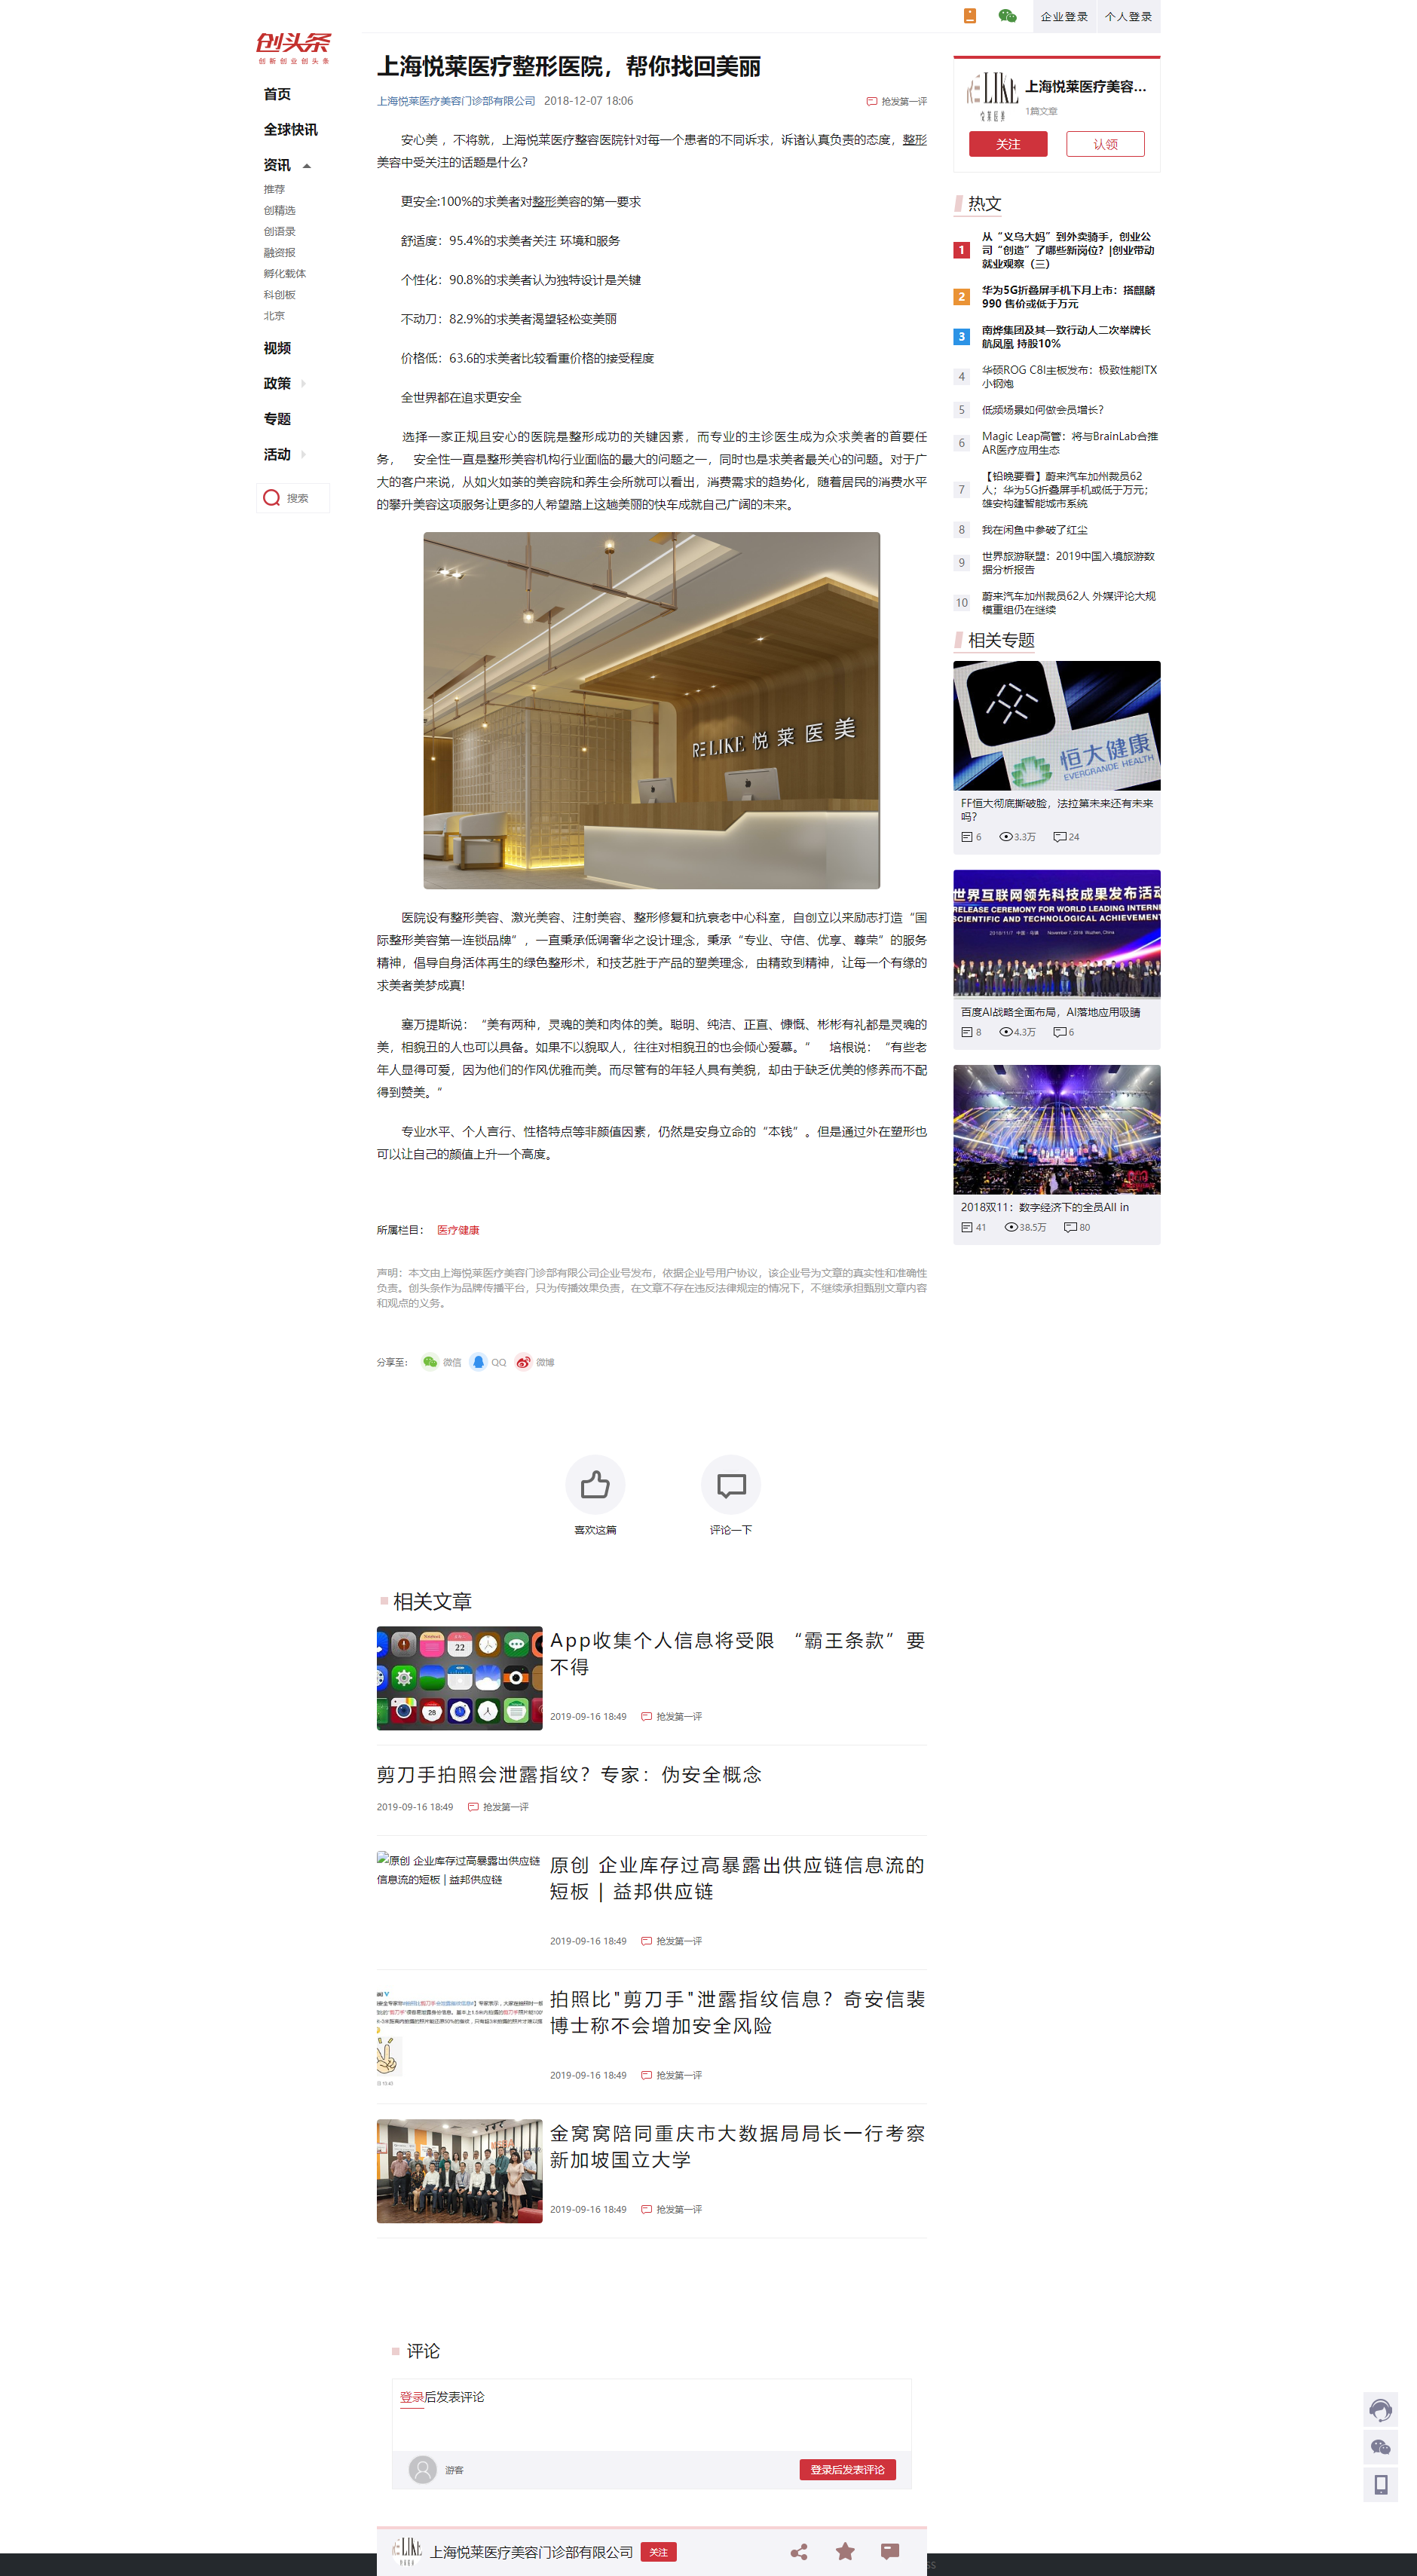 创头条
创新创业创头条
首页
全球快讯
资讯
推荐
创精选
创语录
融资报
孵化载体
科创板
北京
视频
政策
专题
活动
搜索
企业登录
个人登录
上海悦莱医疗整形医院，帮你找回美丽
上海悦莱医疗美容门诊部有限公司 2018-12-07 18:06
抢发第一评
安心美 ，不将就，上海悦莱医疗整容医院针对每一个患者的不同诉求，诉诸认真负责的态度，整形
美容中受关注的话题是什么？
更安全:100%的求美者对整形美容的第一要求
舒适度：95.4%的求美者关注 环境和服务
个性化：90.8%的求美者认为独特设计是关键
不动刀：82.9%的求美者渴望轻松变美丽
价格低：63.6的求美者比较看重价格的接受程度
全世界都在追求更安全
选择一家正规且安心的医院是整形成功的关键因素，而专业的主诊医生成为众求美者的首要任
务， 安全性一直是整形美容机构行业面临的最大的问题之一，同时也是求美者最关心的问题。对于广
大的客户来说，从如火如荼的美容院和养生会所就可以看出，消费需求的趋势化，随着居民的消费水平
的攀升美容这项服务让更多的人希望踏上这趟美丽的快车成就自己广阔的未来。
RELIKE 悦莱医美
医院设有整形美容、激光美容、注射美容、整形修复和抗衰老中心科室，自创立以来励志打造“国
际整形美容第一连锁品牌”，一直秉承低调奢华之设计理念，秉承“专业、守信、优享、尊荣”的服务
精神，倡导自身活体再生的绿色整形术，和技艺胜于产品的塑美理念，由精致到精神，让每一个有缘的
求美者美梦成真!
塞万提斯说：“美有两种，灵魂的美和肉体的美。聪明、纯洁、正直、慷慨、彬彬有礼都是灵魂的
美，相貌丑的人也可以具备。如果不以貌取人，往往对相貌丑的也会倾心爱慕。” 培根说：“有些老
年人显得可爱，因为他们的作风优雅而美。而尽管有的年轻人具有美貌，却由于缺乏优美的修养而不配
得到赞美。”
专业水平、个人言行、性格特点等非颜值因素，仍然是安身立命的“本钱”。但是通过外在塑形也
可以让自己的颜值上升一个高度。
所属栏目： 医疗健康
声明：本文由上海悦莱医疗美容门诊部有限公司企业号发布，依据企业号用户协议，该企业号为文章的真实性和准确性
负责。创头条作为品牌传播平台，只为传播效果负责，在文章不存在违反法律规定的情况下，不继续承担甄别文章内容
和观点的义务。
分享至： 微信 QQ 微博
喜欢这篇
评论一下
相关文章
App收集个人信息将受限 “霸王条款”要
不得
2019-09-16 18:49 抢发第一评
剪刀手拍照会泄露指纹？专家：伪安全概念
2019-09-16 18:49 抢发第一评
原创 企业库存过高暴露出供应链
信息流的短板 | 益邦供应链
原创 企业库存过高暴露出供应链信息流的
短板 | 益邦供应链
2019-09-16 18:49 抢发第一评
拍照比"剪刀手"泄露指纹信息？奇安信裴
博士称不会增加安全风险
2019-09-16 18:49 抢发第一评
金窝窝陪同重庆市大数据局局长一行考察
新加坡国立大学
2019-09-16 18:49 抢发第一评
评论
登录后发表评论
游客
登录后发表评论
上海悦莱医疗美容门诊部有限公司
关注
RELIKE
悦莱医美
上海悦莱医疗美容...
1篇文章
关注
认领
热文
1 从“义乌大妈”到外卖骑手，创业公
司“创造”了哪些新岗位？|创业带动
就业观察（三）
2 华为5G折叠屏手机下月上市：搭麒麟
990 售价或低于万元
3 南烨集团及其一致行动人二次举牌长
航凤凰 持股10%
4 华硕ROG C8I主板发布：极致性能ITX
小钢炮
5 低频场景如何做会员增长？
6 Magic Leap高管：将与BrainLab合推
AR医疗应用生态
7 【铅晚要看】蔚来汽车加州裁员62
人；华为5G折叠屏手机或低于万元；
雄安构建智能城市系统
8 我在闲鱼中参破了红尘
9 世界旅游联盟：2019中国入境旅游数
据分析报告
10 蔚来汽车加州裁员62人 外媒评论大规
模重组仍在继续
相关专题
恒大健康
EVERGRANDE HEALTH
FF恒大彻底撕破脸，法拉第未来还有未来
吗？
6 3.3万 24
世界互联网领先科技成果发布活动
RELEASE CEREMONY FOR WORLD LEADING INTERN
SCIENTIFIC AND TECHNOLOGICAL ACHIEVEMENT
2018/11/7 中国·乌镇 November 7, 2018 Wuzhen, China
百度AI战略全面布局，AI落地应用吸睛
8 4.3万 6
2018双11：数字经济下的全员All in
41 38.5万 80